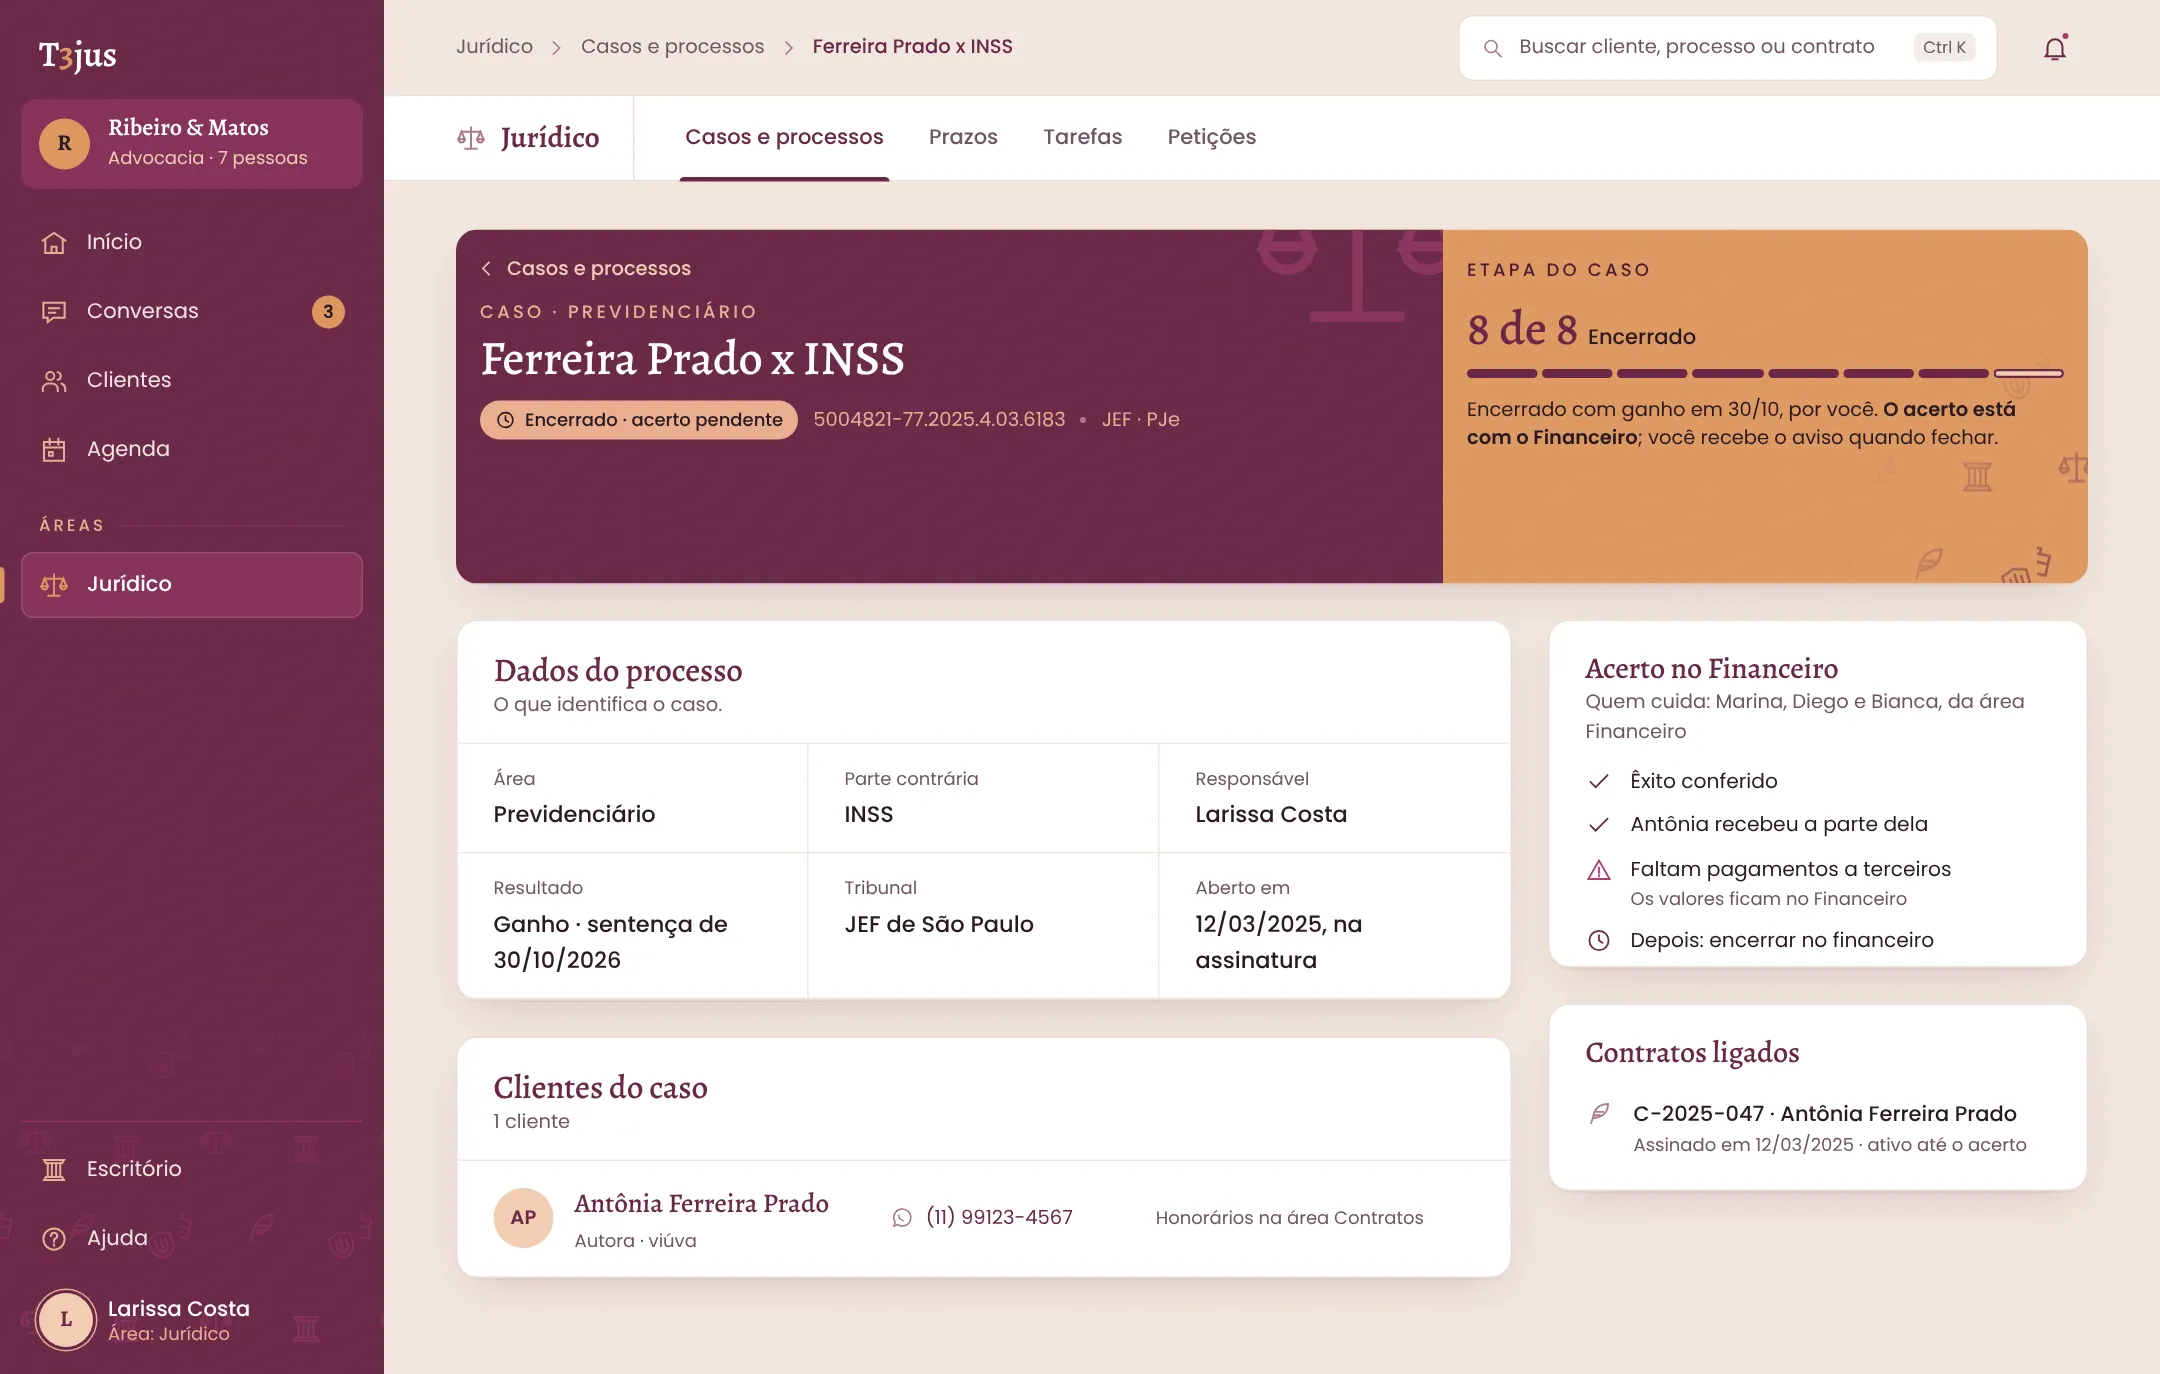 T3jus
R
Ribeiro & Matos
Advocacia · 7 pessoas
Início
Conversas
3
Clientes
Agenda
ÁREAS
Jurídico
Escritório
Ajuda
L
Larissa Costa
Área: Jurídico
Jurídico > Casos e processos > Ferreira Prado x INSS
Buscar cliente, processo ou contrato
Ctrl K
Jurídico
Casos e processos
Prazos
Tarefas
Petições
Casos e processos
CASO · PREVIDENCIÁRIO
Ferreira Prado x INSS
Encerrado · acerto pendente
5004821-77.2025.4.03.6183 • JEF · PJe
ETAPA DO CASO
8 de 8 Encerrado
Encerrado com ganho em 30/10, por você. O acerto está
com o Financeiro; você recebe o aviso quando fechar.
Dados do processo
O que identifica o caso.
Área
Previdenciário
Parte contrária
INSS
Responsável
Larissa Costa
Resultado
Ganho · sentença de
30/10/2026
Tribunal
JEF de São Paulo
Aberto em
12/03/2025, na
assinatura
Clientes do caso
1 cliente
AP
Antônia Ferreira Prado
Autora · viúva
(11) 99123-4567
Honorários na área Contratos
Acerto no Financeiro
Quem cuida: Marina, Diego e Bianca, da área
Financeiro
Êxito conferido
Antônia recebeu a parte dela
Faltam pagamentos a terceiros
Os valores ficam no Financeiro
Depois: encerrar no financeiro
Contratos ligados
C-2025-047 · Antônia Ferreira Prado
Assinado em 12/03/2025 · ativo até o acerto